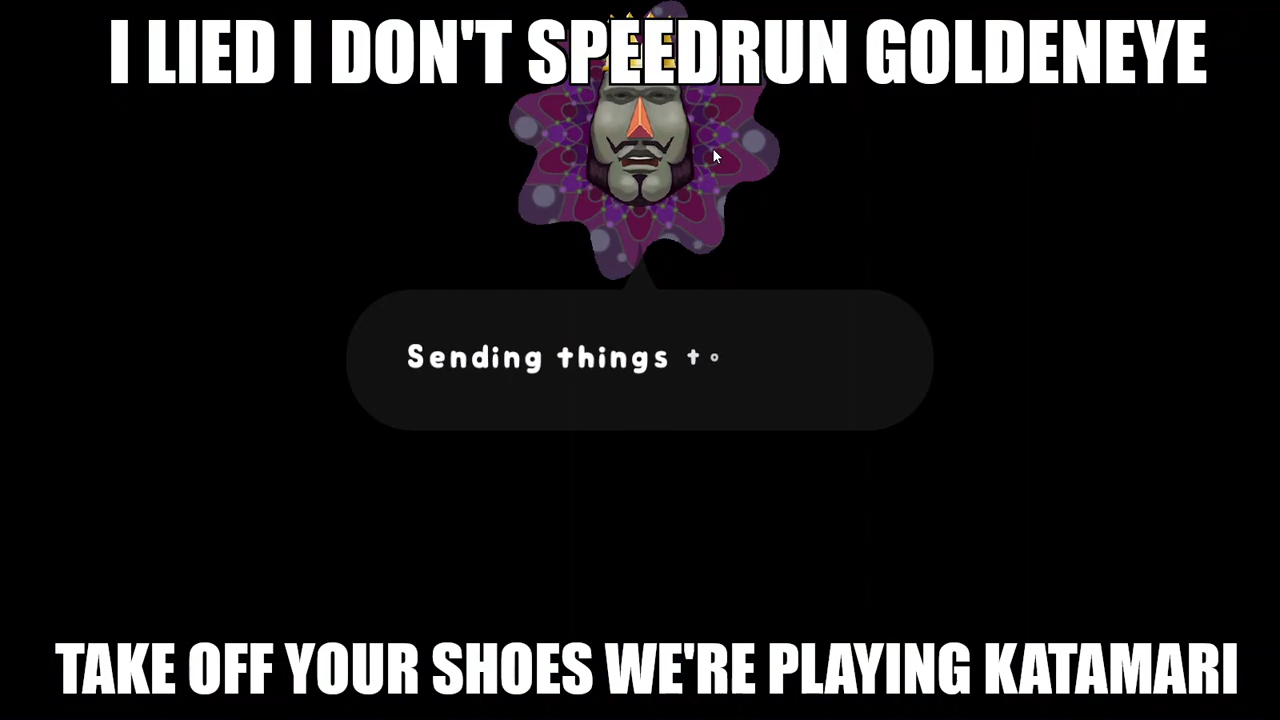 I LIED I DON'T SPEEDRUN GOLDENEYE
Sending things to
TAKE OFF YOUR SHOES WE'RE PLAYING KATAMARI